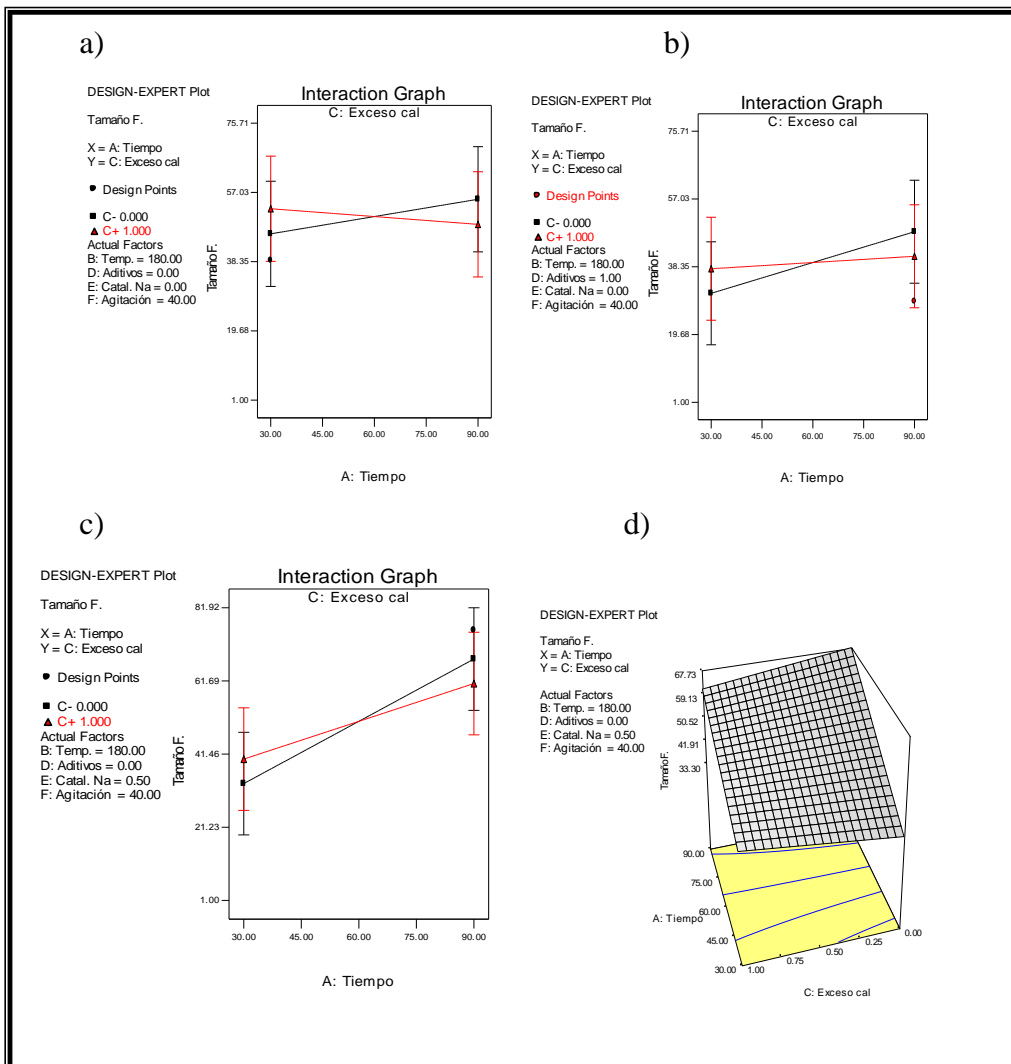 a)
DESIGN-EXPERT Plot
Tamaño F.
X = A: Tiempo
Y = C: Exceso cal
Design Points
C- 0.000
C+ 1.000
Actual Factors
B: Temp. = 180.00
D: Aditivos = 0.00
E: Catal. Na = 0.00
F: Agitación = 40.00
Interaction Graph
C: Exceso cal
Tamaño F.
75.71
57.03
38.35
19.68
1.00
30.00 45.00 60.00 75.00 90.00
A: Tiempo
b)
DESIGN-EXPERT Plot
Tamaño F.
X = A: Tiempo
Y = C: Exceso cal
Design Points
C- 0.000
C+ 1.000
Actual Factors
B: Temp. = 180.00
D: Aditivos = 1.00
E: Catal. Na = 0.00
F: Agitación = 40.00
Interaction Graph
C: Exceso cal
Tamaño F.
75.71
57.03
38.35
19.68
1.00
30.00 45.00 60.00 75.00 90.00
A: Tiempo
c)
DESIGN-EXPERT Plot
Tamaño F.
X = A: Tiempo
Y = C: Exceso cal
Design Points
C- 0.000
C+ 1.000
Actual Factors
B: Temp. = 180.00
D: Aditivos = 0.00
E: Catal. Na = 0.50
F: Agitación = 40.00
Interaction Graph
C: Exceso cal
Tamaño F.
81.92
61.69
41.46
21.23
1.00
30.00 45.00 60.00 75.00 90.00
A: Tiempo
d)
DESIGN-EXPERT Plot
Tamaño F.
X = A: Tiempo
Y = C: Exceso cal
Actual Factors
B: Temp. = 180.00
D: Aditivos = 0.00
E: Catal. Na = 0.50
F: Agitación = 40.00
67.73
59.13
50.52
41.91
33.30
Tamaño F.
90.00
75.00
60.00
45.00
30.00
A: Tiempo
1.00 0.75 0.50 0.25 0.00
C: Exceso cal